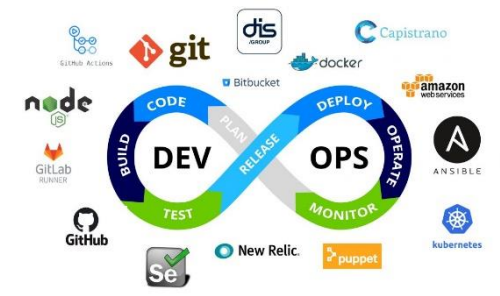 GitHub Actions
git
dis
/GROUP
docker
Capistrano
Bitbucket
amazon
web services
node
JS
CODE
PLAN
DEPLOY
BUILD
DEV
RELEASE
OPS
OPERATE
ANSIBLE
GitLab
RUNNER
TEST
MONITOR
GitHub
Se
New Relic.
puppet
kubernetes